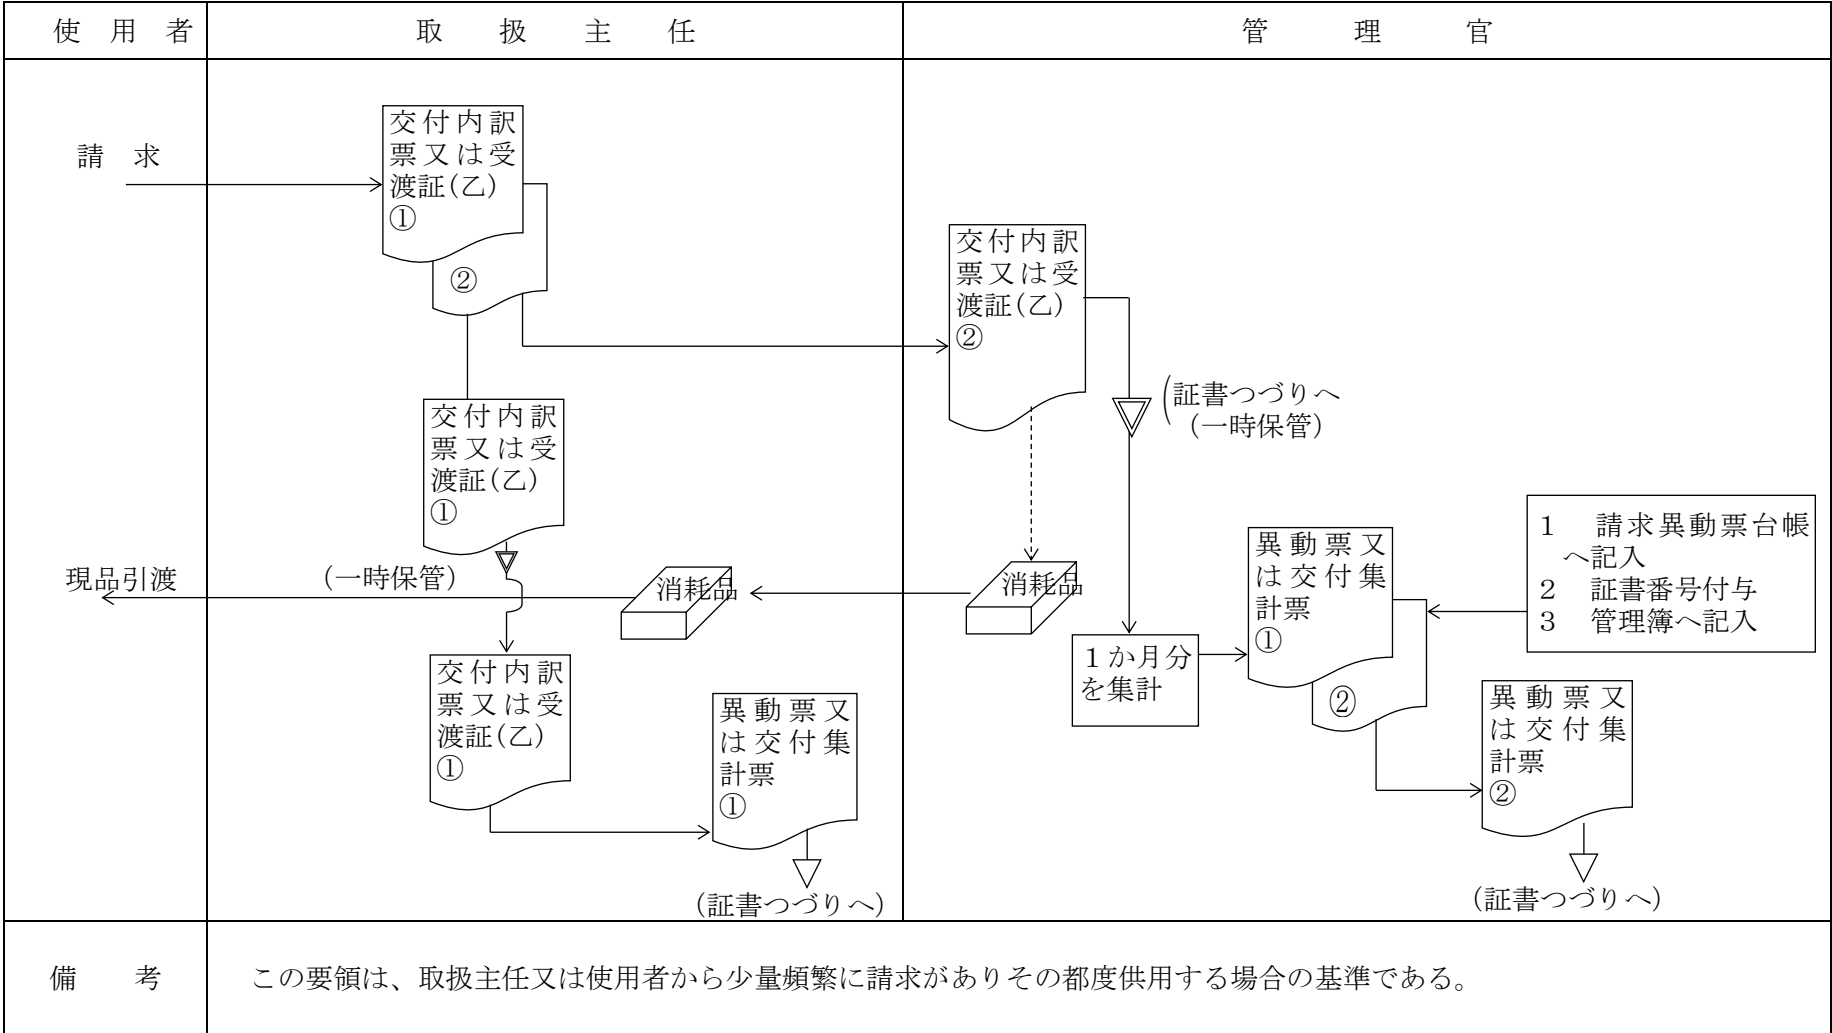 使用者
取扱主任
管理官
請求
交付内訳
票又は受
渡証(乙)
①
②
交付内訳
票又は受
渡証(乙)
②
(証書つづりへ
(一時保管)
交付内訳
票又は受
渡証(乙)
①
(一時保管)
現品引渡
消耗品
消耗品
1か月分
を集計
異動票又
は交付集
計票
①
②
1 請求異動票台帳
へ記入
2 証書番号付与
3 管理簿へ記入
交付内訳
票又は受
渡証(乙)
①
異動票又
は交付集
計票
①
(証書つづりへ)
異動票又
は交付集
計票
②
(証書つづりへ)
備考
この要領は、取扱主任又は使用者から少量頻繁に請求がありその都度供用する場合の基準である。